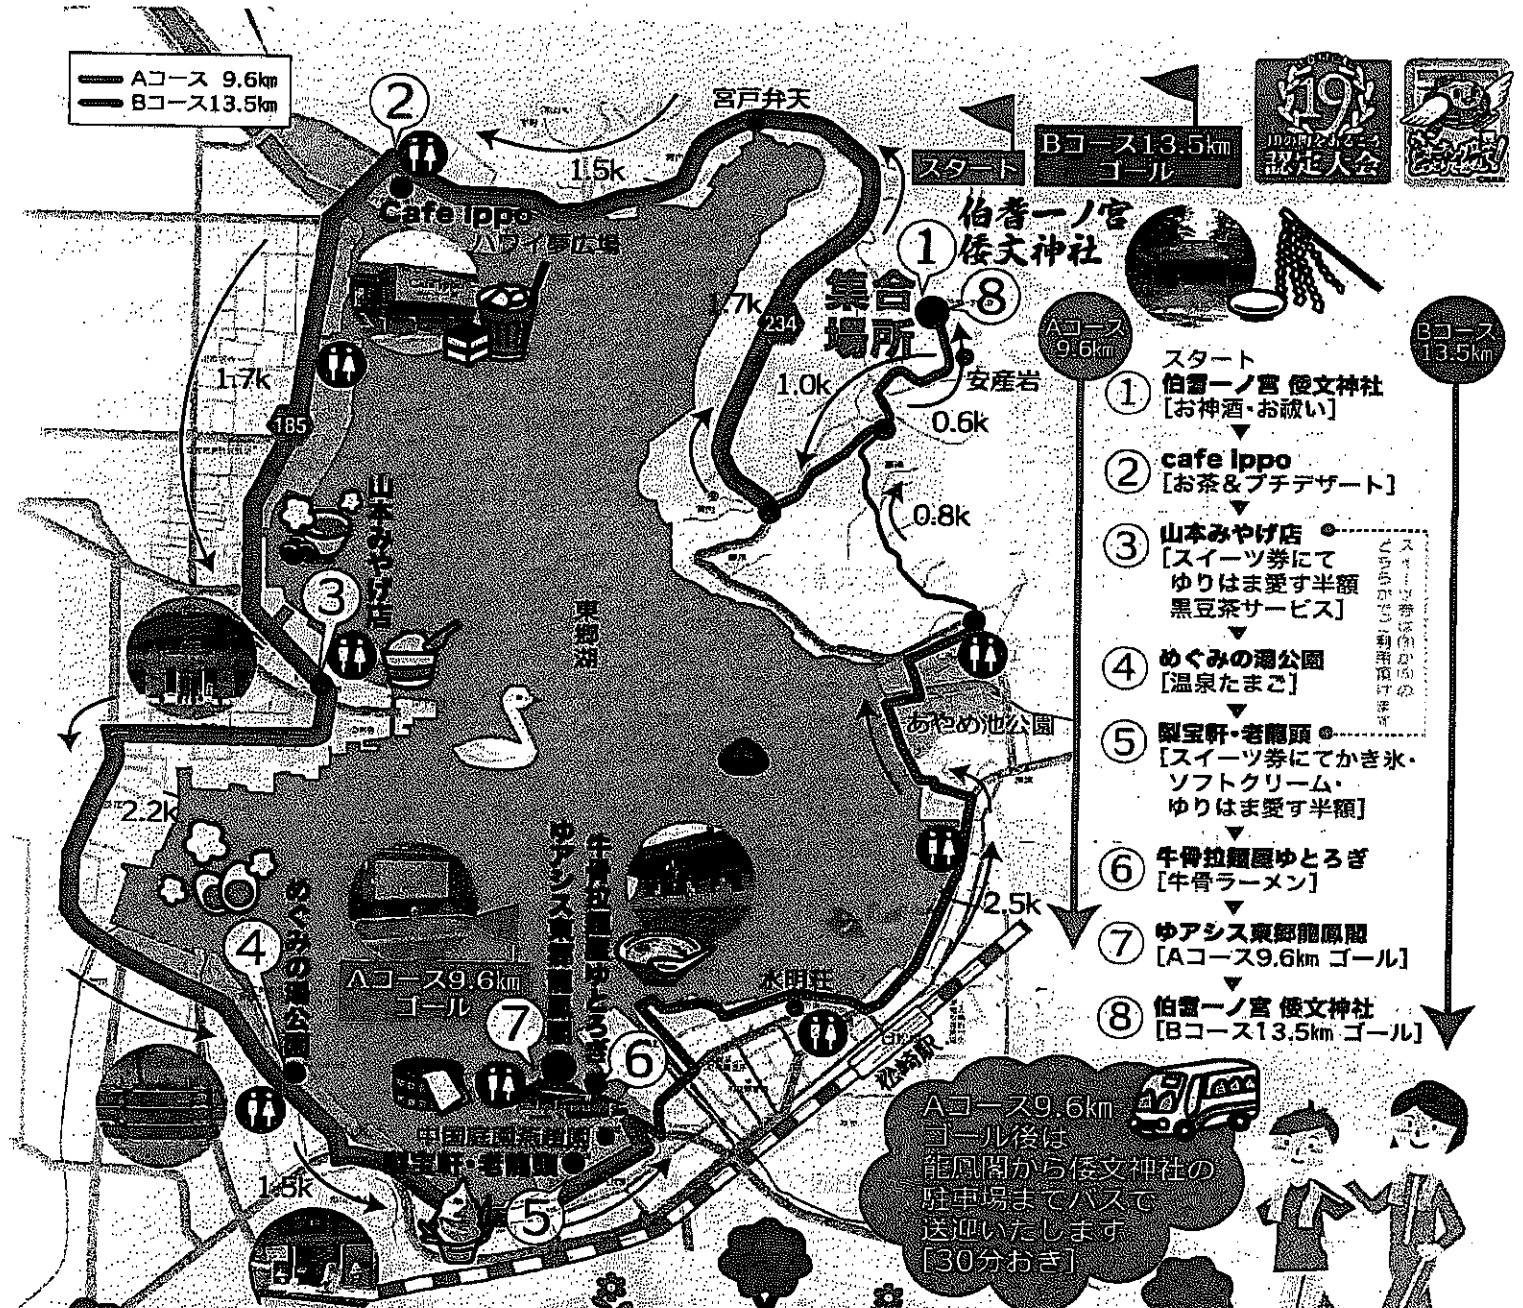 Aコース 9.6㎞
Bコース13.5㎞
②
宮戸弁天
スタート
Bコース13.5㎞
ゴール
19
認定大会
1.5k
Cafe ippo
ハワイ夢広場
伯耆一ノ宮
倭文神社
①
集合
場所
⑧
1.7k
234
1.0k
安産岩
0.6k
0.8k
1.7k
185
山本みやげ店
③
東郷湖
あやめ池公園
2.2k
めぐみの湯公園
④
Aコース9.6㎞
ゴール
⑦
ゆアシス東郷龍鳳閣
牛骨拉麺屋ゆとろぎ
⑥
水明荘
2.5k
松崎駅
中国庭園燕趙園
梨宝軒・老龍頭
⑤
1.5k
Aコース
9.6㎞
Bコース
13.5㎞
スタート
① 伯耆一ノ宮 倭文神社
[お神酒・お祓い]
② cafe ippo
[お茶&プチデザート]
③ 山本みやげ店
[スイーツ券にて
ゆりはま愛す半額
黒豆茶サービス]
④ めぐみの湯公園
[温泉たまご]
⑤ 梨宝軒・老龍頭
[スイーツ券にてかき氷・
ソフトクリーム・
ゆりはま愛す半額]
⑥ 牛骨拉麺屋ゆとろぎ
[牛骨ラーメン]
⑦ ゆアシス東郷龍鳳閣
[Aコース9.6㎞ ゴール]
⑧ 伯耆一ノ宮 倭文神社
[Bコース13.5㎞ ゴール]
Aコース9.6㎞
ゴール後は
龍鳳閣から倭文神社の
駐車場までバスで
送迎いたします
[30分おき]